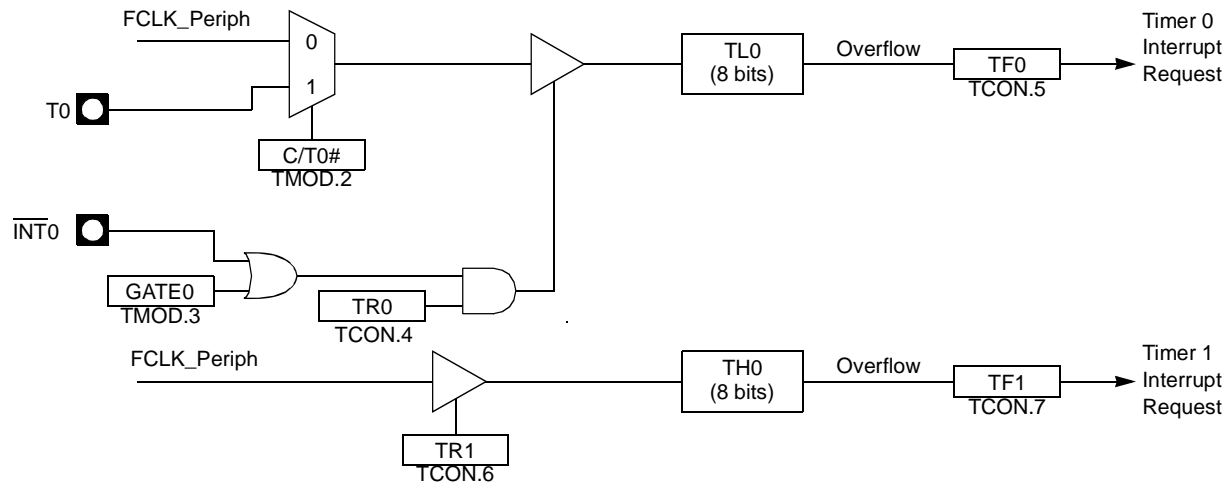 FCLK_Periph
0
1
T0
C/T0#
TMOD.2
TL0
(8 bits)
Overflow
TF0
TCON.5
Timer 0
Interrupt
Request
INT0
GATE0
TMOD.3
TR0
TCON.4
FCLK_Periph
TR1
TCON.6
TH0
(8 bits)
Overflow
TF1
TCON.7
Timer 1
Interrupt
Request